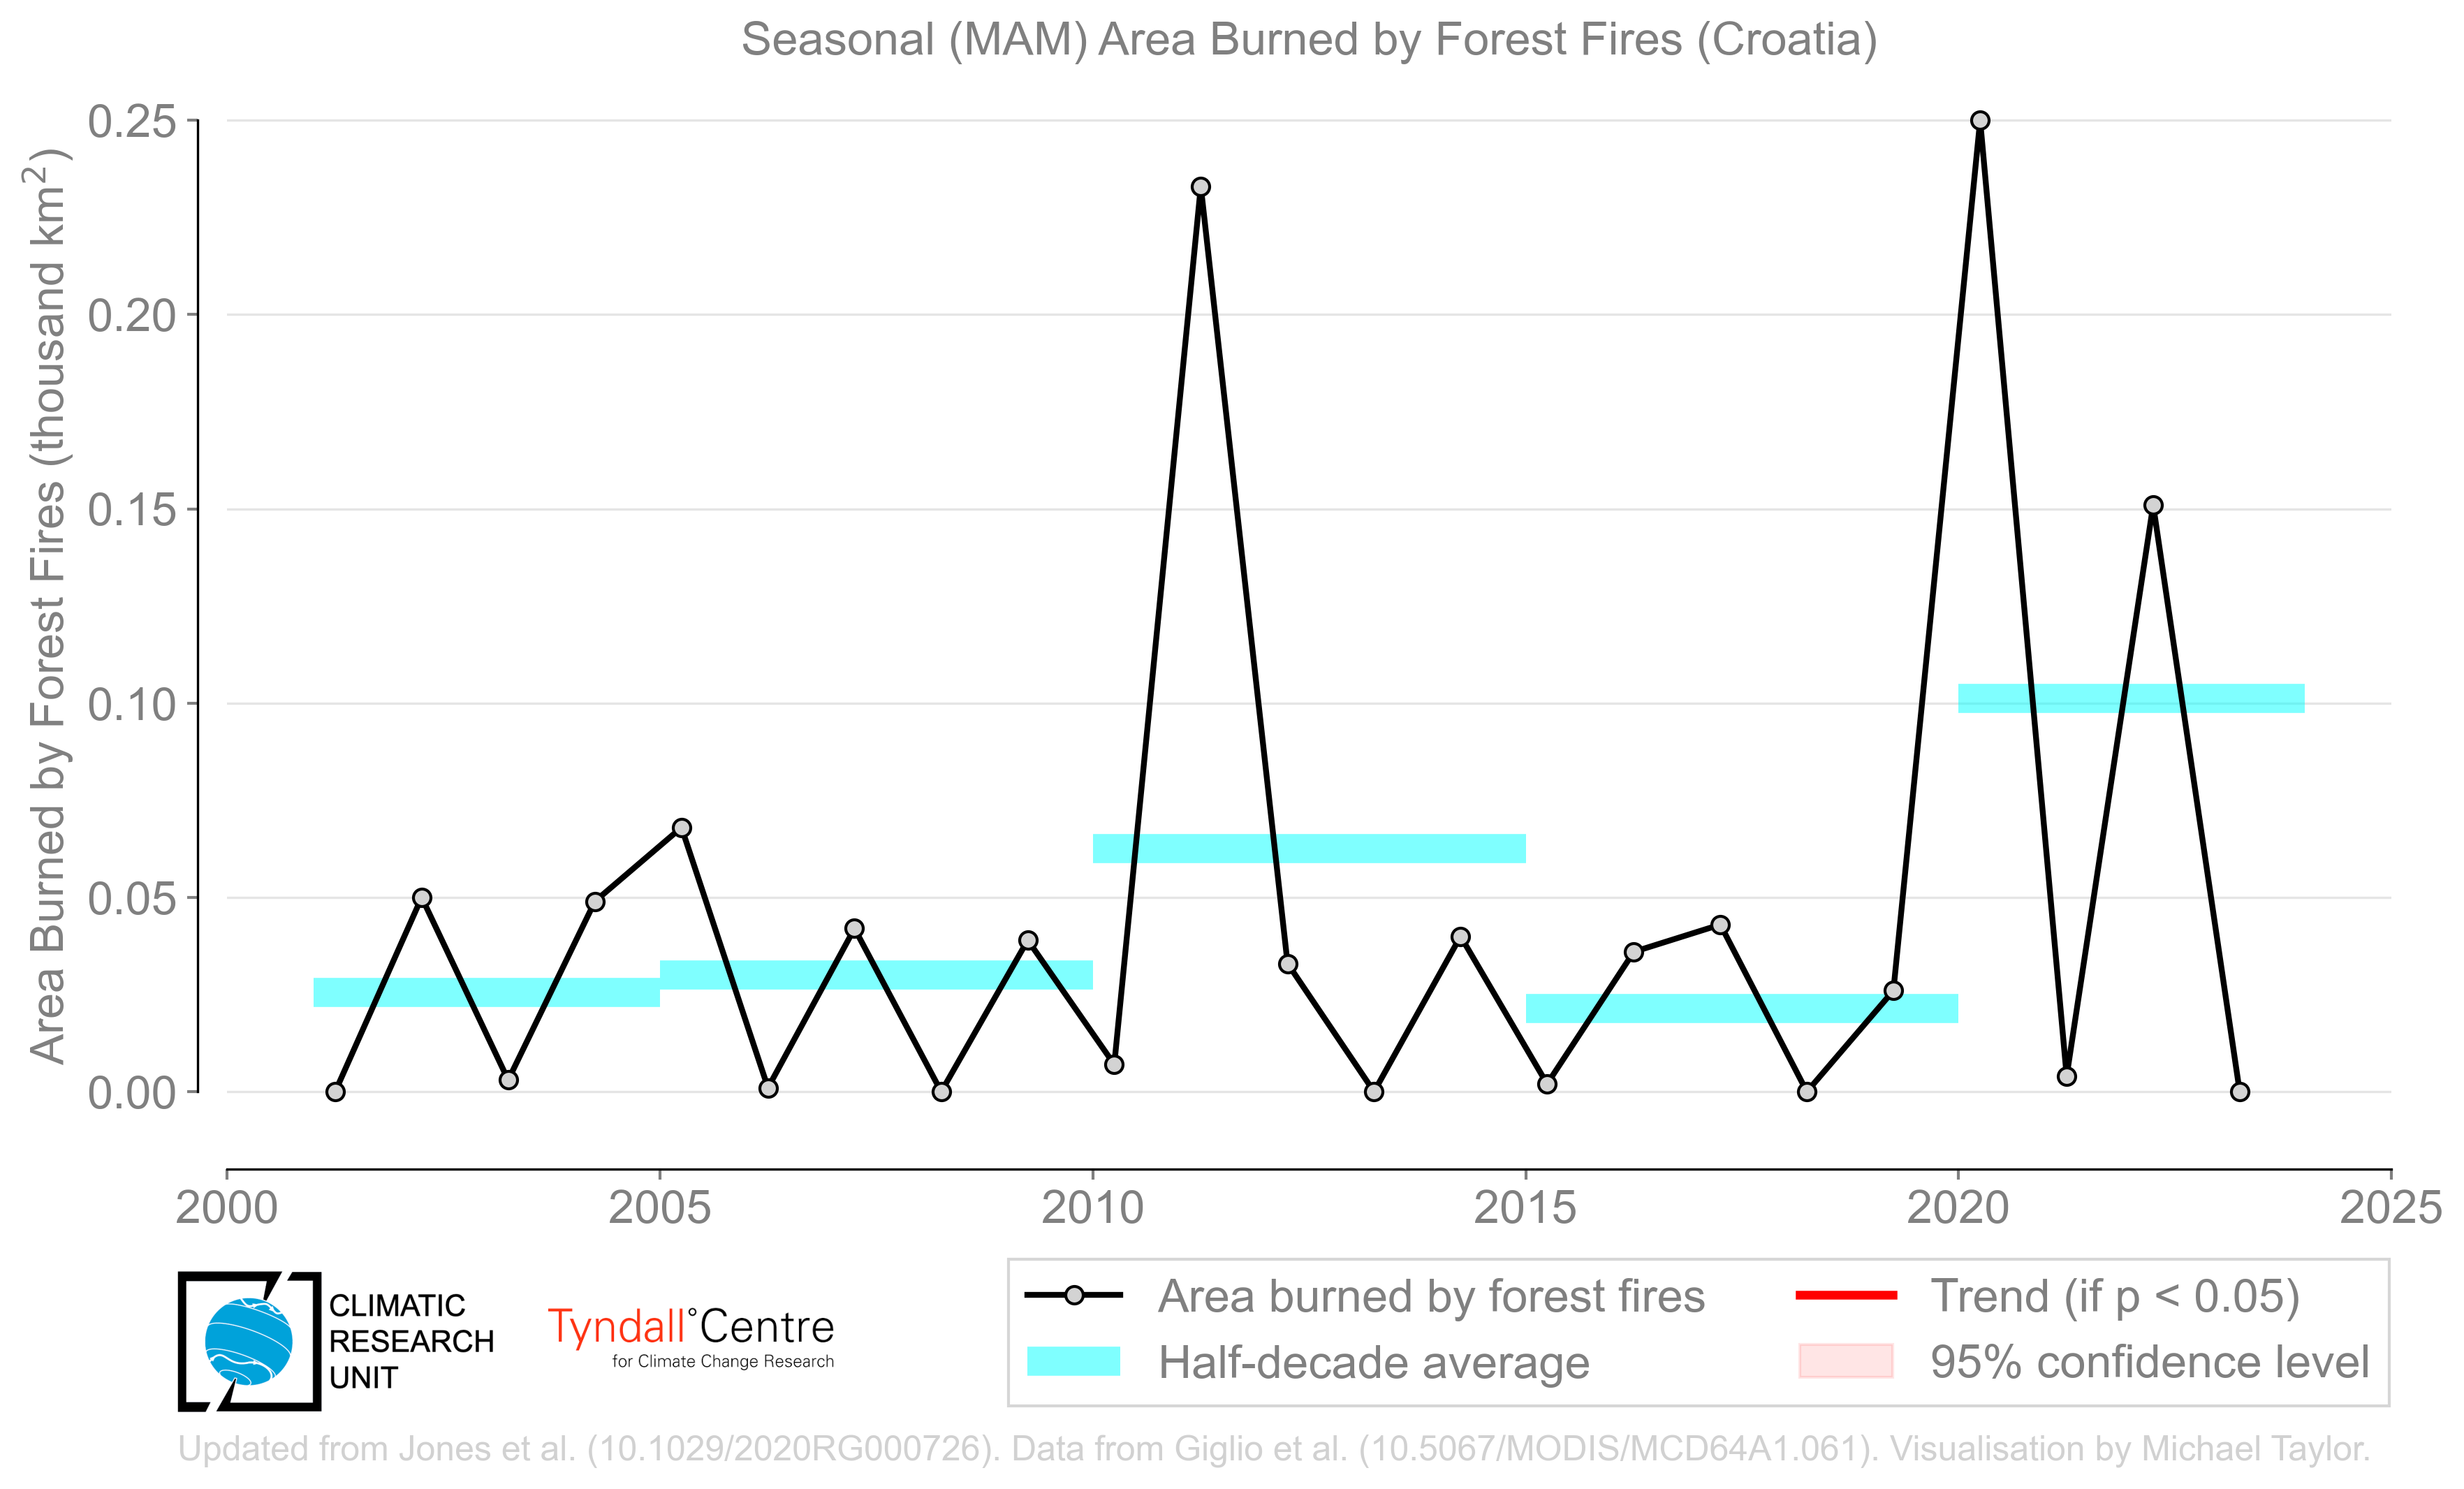 Seasonal (MAM) Area Burned by Forest Fires (Croatia)
Area Burned by Forest Fires (thousand km²)
0.25
0.20
0.15
0.10
0.05
0.00
2000 2005 2010 2015 2020 2025
CLIMATIC
RESEARCH
UNIT
Tyndall°Centre
for Climate Change Research
Area burned by forest fires
Half-decade average
Trend (if p < 0.05)
95% confidence level
Updated from Jones et al. (10.1029/2020RG000726). Data from Giglio et al. (10.5067/MODIS/MCD64A1.061). Visualisation by Michael Taylor.